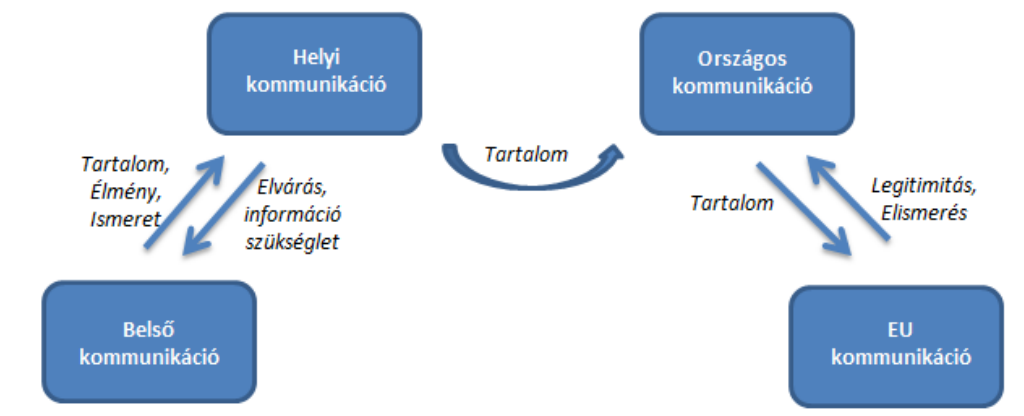 Helyi
kommunikáció
Országos
kommunikáció
Tartalom,
Élmény,
Ismeret
Elvárás,
információ
szükséglet
Tartalom
Tartalom
Legitimitás,
Elismerés
Belső
kommunikáció
EU
kommunikáció